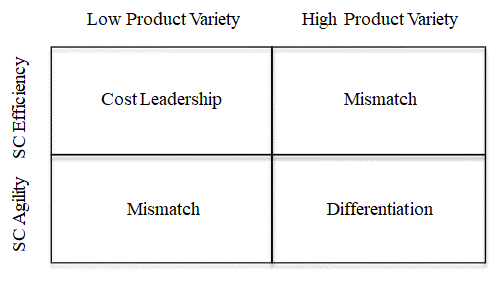 Low Product Variety
High Product Variety
SC Efficiency
Cost Leadership
Mismatch
SC Agility
Mismatch
Differentiation